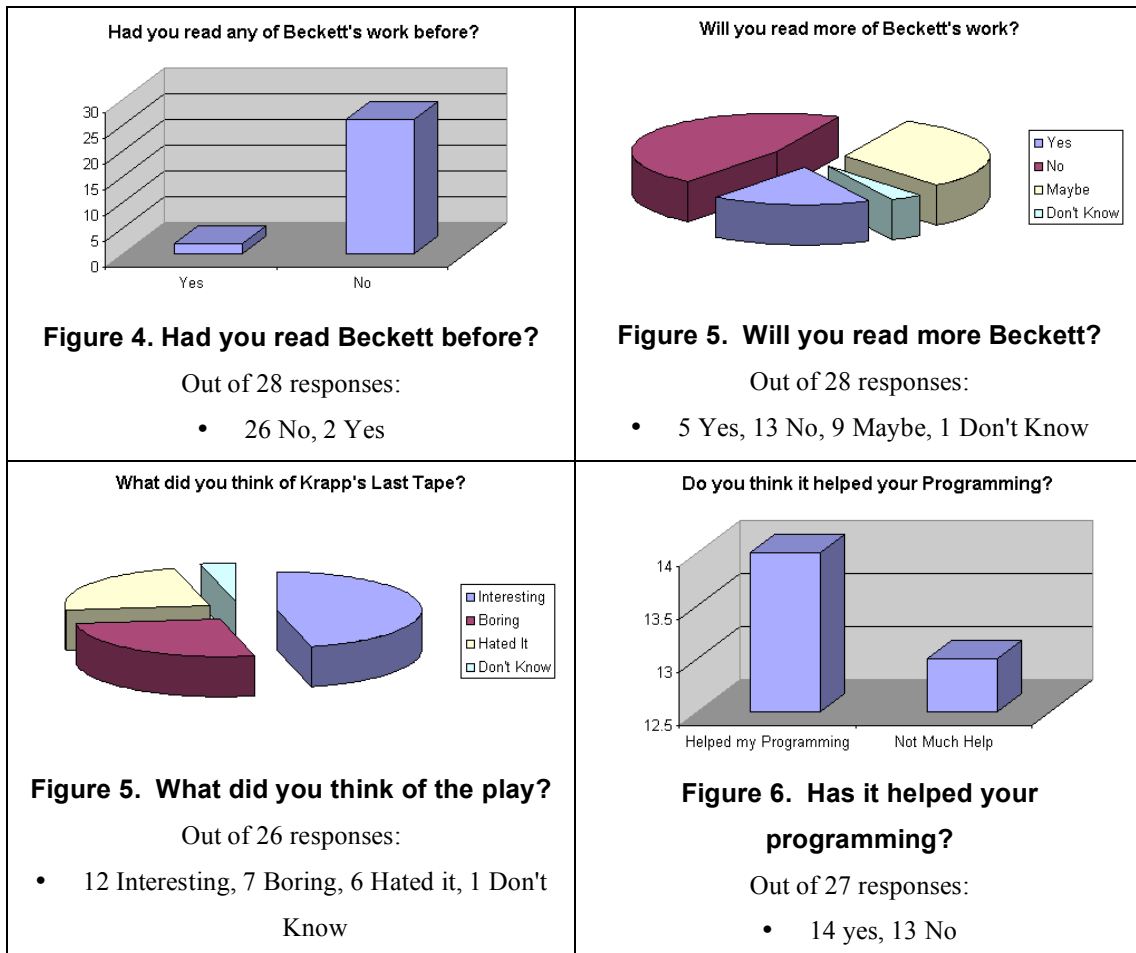 Had you read any of Beckett's work before?
30
25
20
15
10
5
0
Yes
No
Figure 4. Had you read Beckett before?
Out of 28 responses:
• 26 No, 2 Yes
Will you read more of Beckett's work?
Yes
No
Maybe
Don't Know
Figure 5. Will you read more Beckett?
Out of 28 responses:
• 5 Yes, 13 No, 9 Maybe, 1 Don't Know
What did you think of Krapp's Last Tape?
Interesting
Boring
Hated It
Don't Know
Figure 5. What did you think of the play?
Out of 26 responses:
• 12 Interesting, 7 Boring, 6 Hated it, 1 Don't
Know
Do you think it helped your Programming?
14
13.5
13
12.5
Helped my Programming
Not Much Help
Figure 6. Has it helped your
programming?
Out of 27 responses:
• 14 yes, 13 No